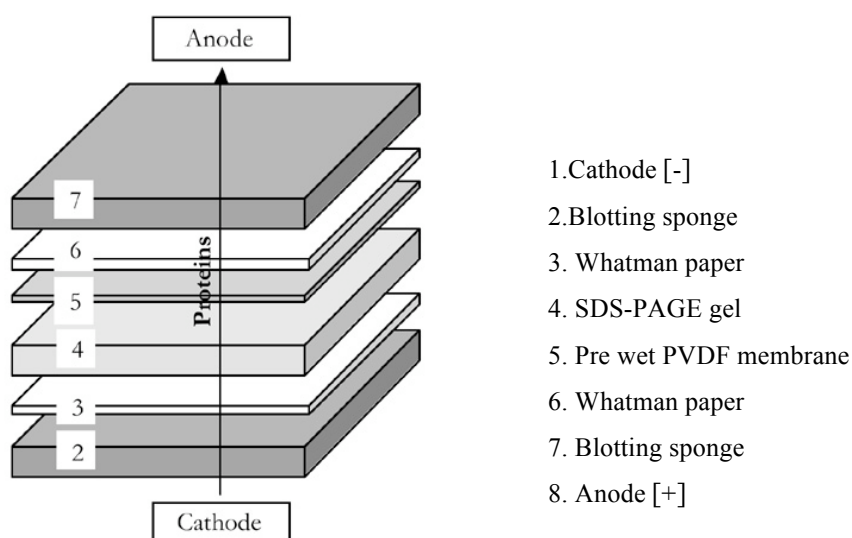 Anode
7
6
5
4
3
2
Proteins
Cathode
1.Cathode [-]
2.Blotting sponge
3. Whatman paper
4. SDS-PAGE gel
5. Pre wet PVDF membrane
6. Whatman paper
7. Blotting sponge
8. Anode [+]